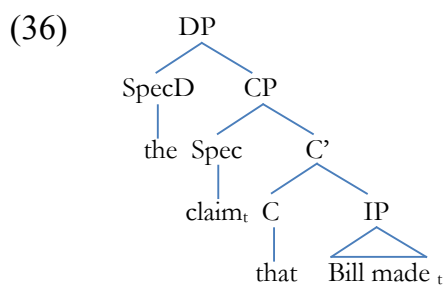 (36)
DP
SpecD CP
the Spec C’
claimₜ C IP
that Bill made ₜ